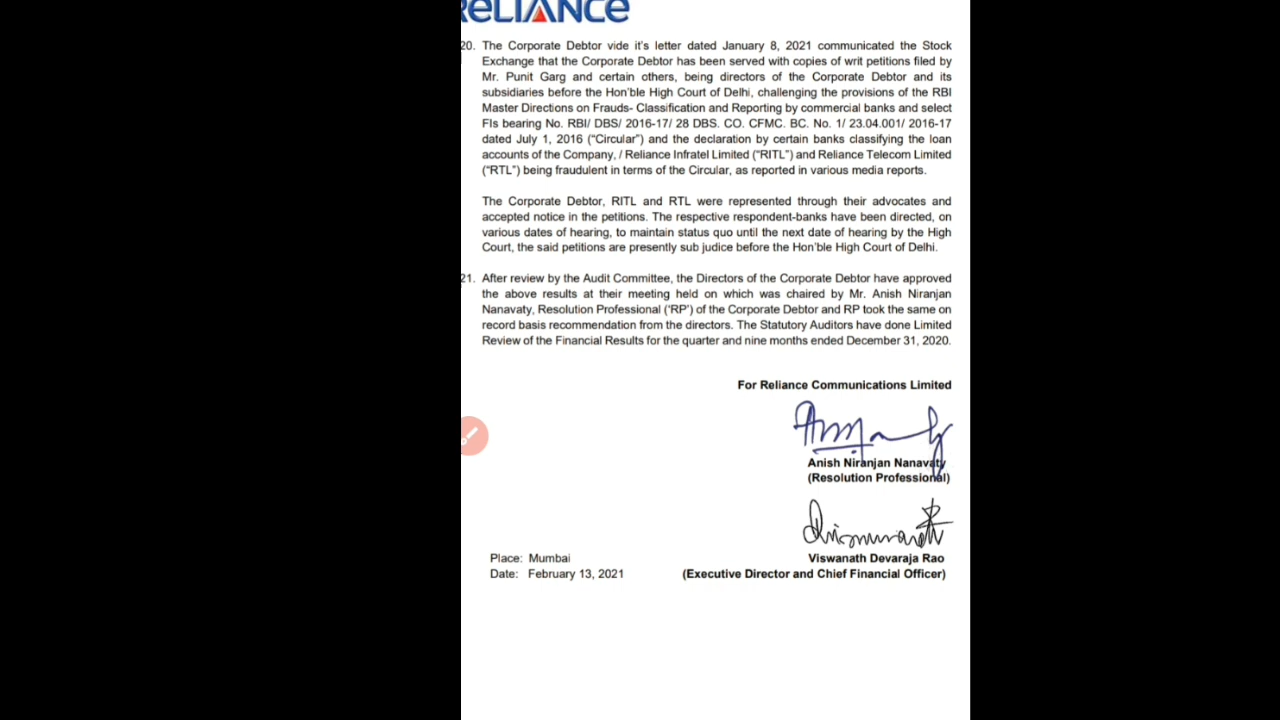 RELIANCE
20. The Corporate Debtor vide it's letter dated January 8, 2021 communicated the Stock
Exchange that the Corporate Debtor has been served with copies of writ petitions filed by
Mr. Punit Garg and certain others, being directors of the Corporate Debtor and its
subsidiaries before the Hon'ble High Court of Delhi, challenging the provisions of the RBI
Master Directions on Frauds- Classification and Reporting by commercial banks and select
FIs bearing No. RBI/ DBS/ 2016-17/ 28 DBS. CO. CFMC. BC. No. 1/ 23.04.001/ 2016-17
dated July 1, 2016 ("Circular") and the declaration by certain banks classifying the loan
accounts of the Company, / Reliance Infratel Limited ("RITL") and Reliance Telecom Limited
("RTL") being fraudulent in terms of the Circular, as reported in various media reports.
The Corporate Debtor, RITL and RTL were represented through their advocates and
accepted notice in the petitions. The respective respondent-banks have been directed, on
various dates of hearing, to maintain status quo until the next date of hearing by the High
Court, the said petitions are presently sub judice before the Hon'ble High Court of Delhi.
21. After review by the Audit Committee, the Directors of the Corporate Debtor have approved
the above results at their meeting held on which was chaired by Mr. Anish Niranjan
Nanavaty, Resolution Professional ('RP') of the Corporate Debtor and RP took the same on
record basis recommendation from the directors. The Statutory Auditors have done Limited
Review of the Financial Results for the quarter and nine months ended December 31, 2020.
For Reliance Communications Limited
Anish Niranjan Nanavaty
(Resolution Professional)
Place: Mumbai
Viswanath Devaraja Rao
Date: February 13, 2021
(Executive Director and Chief Financial Officer)